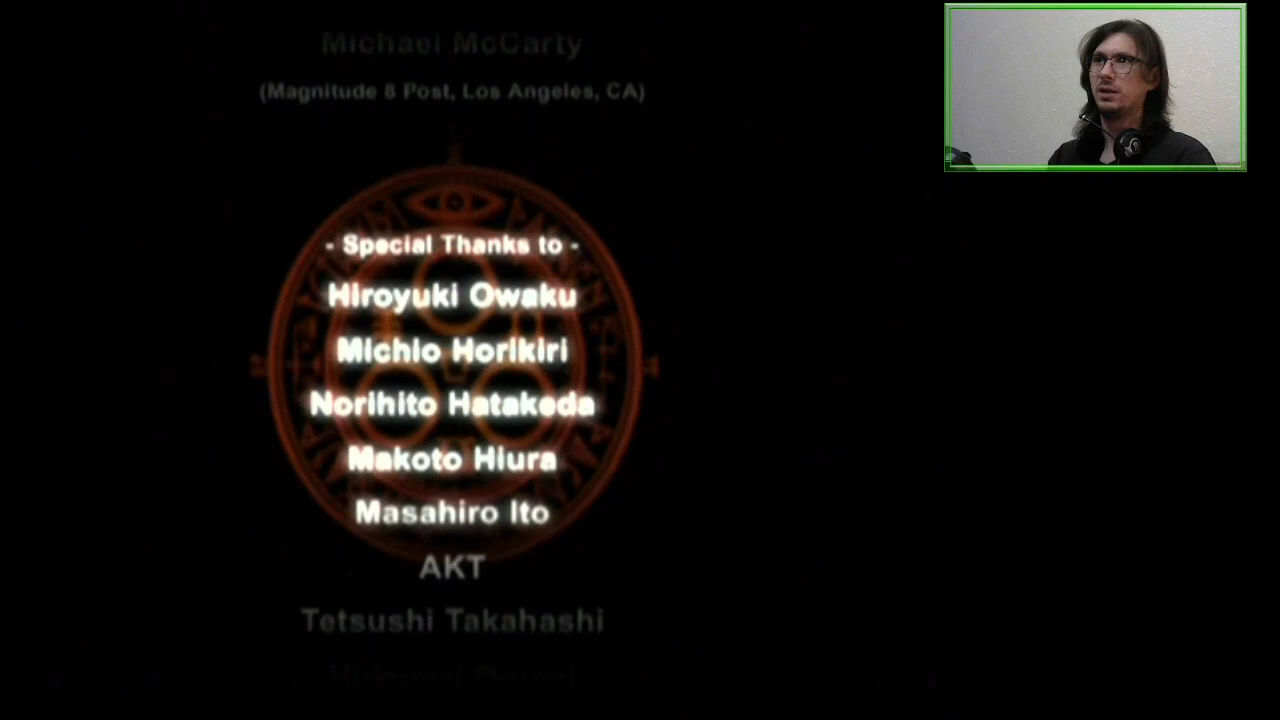 Michael McCarty
(Magnitude 8 Post, Los Angeles, CA)
- Special Thanks to -
Hiroyuki Owaku
Michio Horikiri
Norihito Hatakeda
Makoto Hiura
Masahiro Ito
AKT
Tetsushi Takahashi